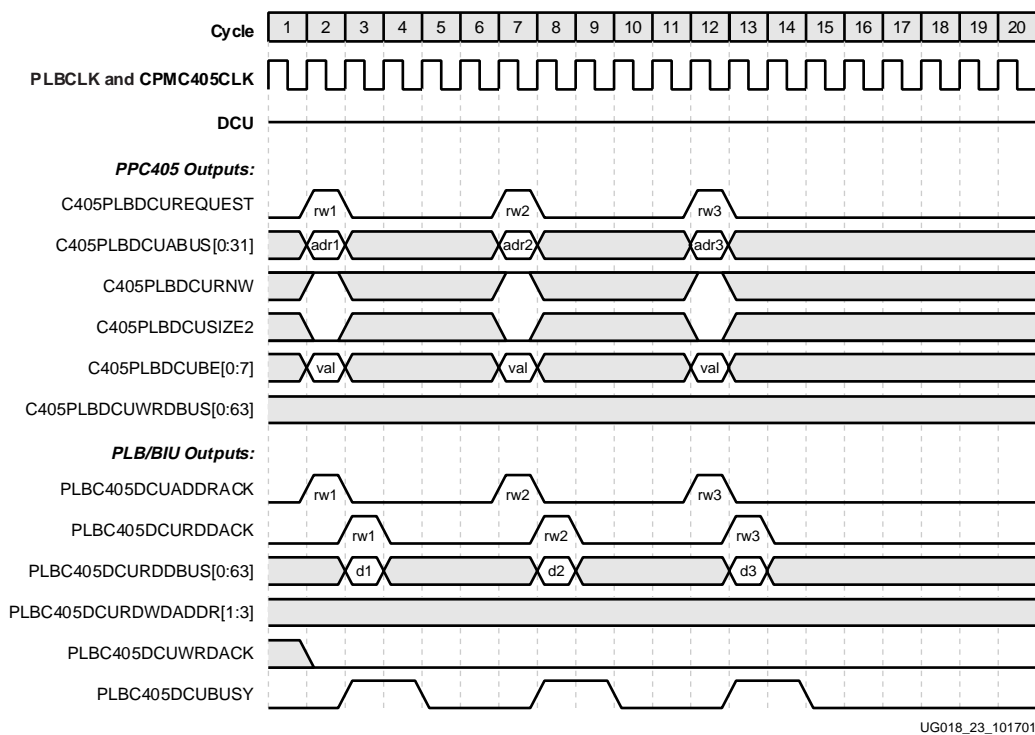 Cycle 1 2 3 4 5 6 7 8 9 10 11 12 13 14 15 16 17 18 19 20
PLBCLK and CPMC405CLK
DCU
PPC405 Outputs:
C405PLBDCUREQUEST rw1 rw2 rw3
C405PLBDCUABUS[0:31] adr1 adr2 adr3
C405PLBDCURNW
C405PLBDCUSIZE2
C405PLBDCUBE[0:7] val val val
C405PLBDCUWRDBUS[0:63]
PLB/BIU Outputs:
PLBC405DCUADDRACK rw1 rw2 rw3
PLBC405DCURDDACK rw1 rw2 rw3
PLBC405DCURDDBUS[0:63] d1 d2 d3
PLBC405DCURDWDADDR[1:3]
PLBC405DCUWRDACK
PLBC405DCUBUSY
UG018_23_101701